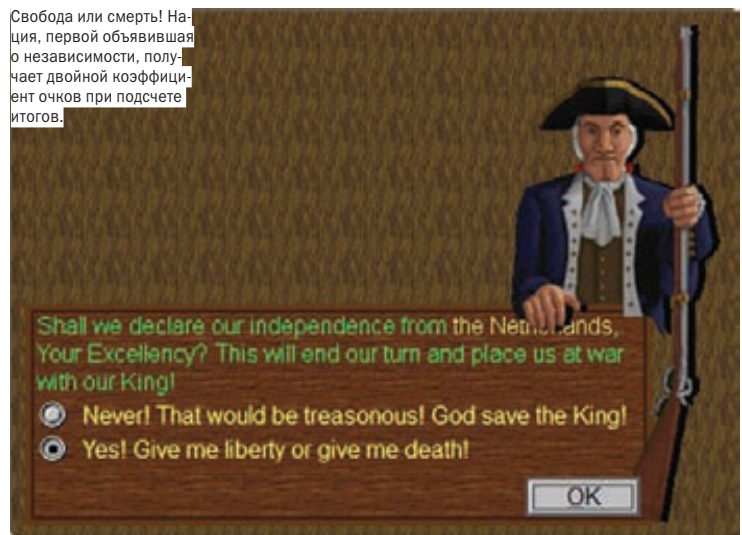 Свобода или смерть! На-
ция, первой объявившая
о независимости, полу-
чает двойной коэффици-
ент очков при подсчете
итогов.
Shall we declare our independence from the Netherlands,
Your Excellency? This will end our turn and place us at war
with our King!
Never! That would be treasonous! God save the King!
Yes! Give me liberty or give me death!
OK